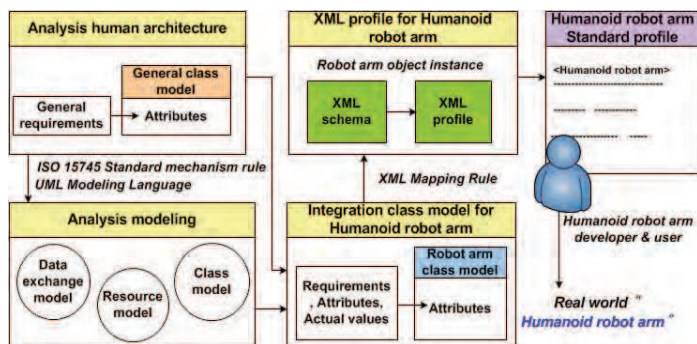 Analysis human architecture
General class
model
General
requirements
Attributes
ISO 15745 Standard mechanism rule
UML Modeling Language
Analysis modeling
Data
exchange
model
Resource
model
Class
model
XML profile for Humanoid
robot arm
Robot arm object instance
XML
schema
XML
profile
XML Mapping Rule
Integration class model for
Humanoid robot arm
Requirements
, Attributes,
Actual values
Robot arm
class model
Attributes
Humanoid robot arm
Standard profile
<Humanoid robot arm>
Humanoid robot arm
developer & user
Real world "
Humanoid robot arm"